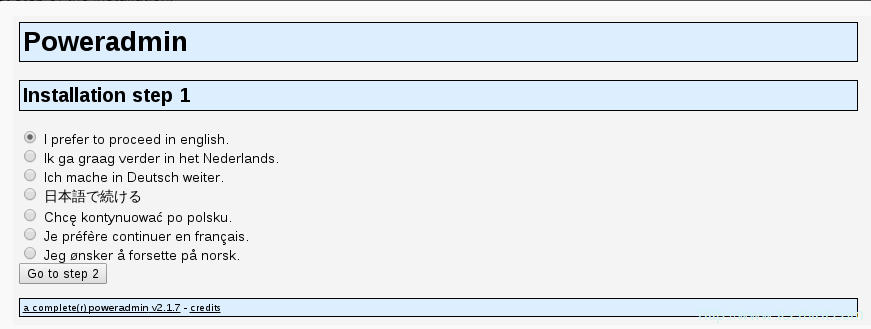 Poweradmin
Installation step 1
I prefer to proceed in english.
Ik ga graag verder in het Nederlands.
Ich mache in Deutsch weiter.
日本語で続ける
Chcę kontynuować po polsku.
Je préfère continuer en français.
Jeg ønsker å forsette på norsk.
Go to step 2
a complete(r) poweradmin v2.1.7 - credits